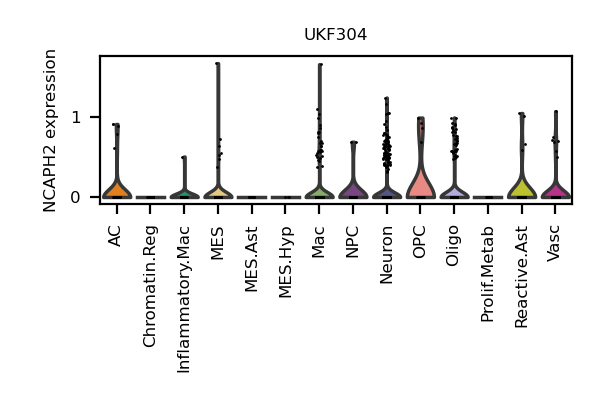 UKF304
NCAPH2 expression
1
0
AC
Chromatin.Reg
Inflammatory.Mac
MES
MES.Ast
MES.Hyp
Mac
NPC
Neuron
OPC
Oligo
Prolif.Metab
Reactive.Ast
Vasc